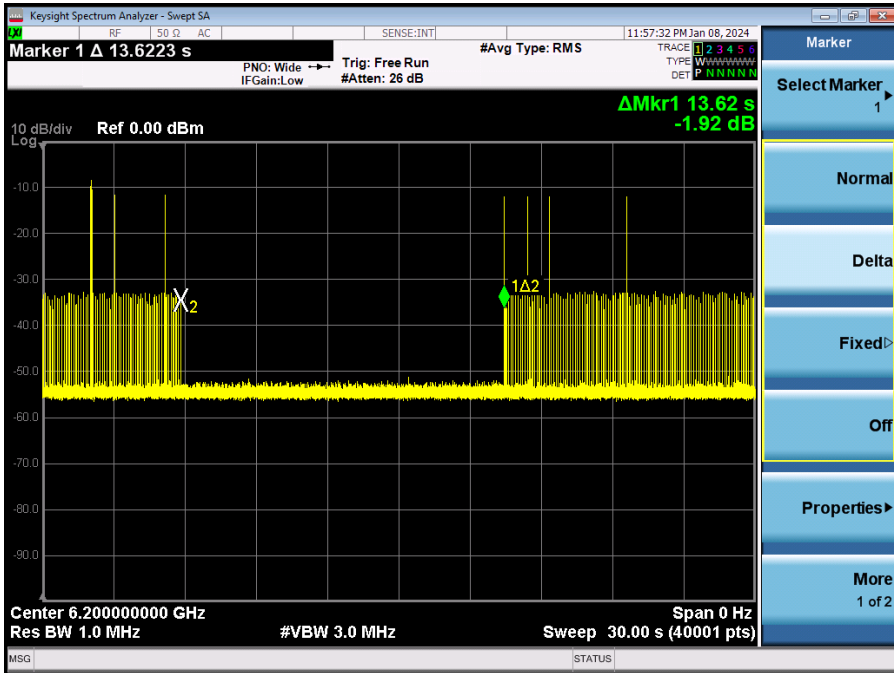 Keysight Spectrum Analyzer - Swept SA
LXI RF 50 Ω AC SENSE:INT 11:57:32 PM Jan 08, 2024
Marker 1 Δ 13.6223 s
PNO: Wide
IFGain:Low
Trig: Free Run
#Atten: 26 dB
#Avg Type: RMS
TRACE 1 2 3 4 5 6
TYPE WWWWWW
DET P N N N N N
ΔMkr1 13.62 s
-1.92 dB
10 dB/div Ref 0.00 dBm
Log
-10.0
-20.0
-30.0
-40.0
-50.0
-60.0
-70.0
-80.0
-90.0
2
1Δ2
Center 6.200000000 GHz Span 0 Hz
Res BW 1.0 MHz #VBW 3.0 MHz Sweep 30.00 s (40001 pts)
MSG STATUS
Marker
Select Marker
1
Normal
Delta
Fixed
Off
Properties
More
1 of 2